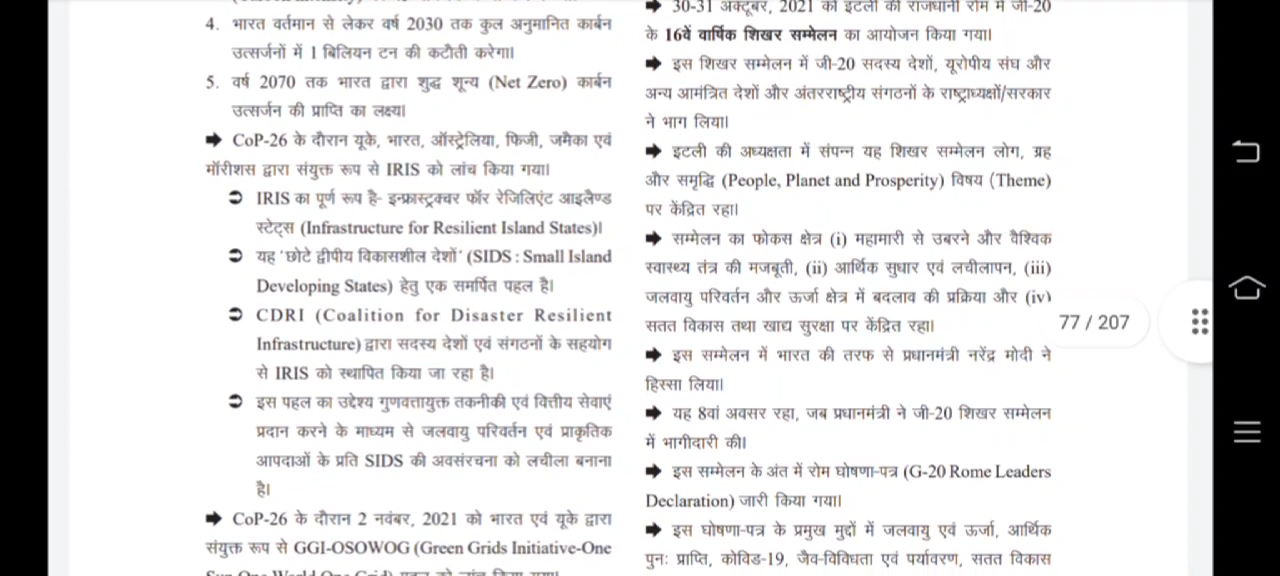 4. भारत वर्तमान से लेकर वर्ष 2030 तक कुल अनुमानित कार्बन
उत्सर्जनों में 1 बिलियन टन की कटौती करेगा।
5. वर्ष 2070 तक भारत द्वारा शुद्ध शून्य (Net Zero) कार्बन
उत्सर्जन की प्राप्ति का लक्ष्य।
➡ CoP-26 के दौरान यूके, भारत, ऑस्ट्रेलिया, फिजी, जमैका एवं
मॉरीशस द्वारा संयुक्त रूप से IRIS को लांच किया गया।
➲ IRIS का पूर्ण रूप है- इन्फ्रास्ट्रक्चर फॉर रेजिलिएंट आइलैण्ड
स्टेट्स (Infrastructure for Resilient Island States)।
➲ यह 'छोटे द्वीपीय विकासशील देशों' (SIDS : Small Island
Developing States) हेतु एक समर्पित पहल है।
➲ CDRI (Coalition for Disaster Resilient
Infrastructure) द्वारा सदस्य देशों एवं संगठनों के सहयोग
से IRIS को स्थापित किया जा रहा है।
➲ इस पहल का उद्देश्य गुणवत्तायुक्त तकनीकी एवं वित्तीय सेवाएं
प्रदान करने के माध्यम से जलवायु परिवर्तन एवं प्राकृतिक
आपदाओं के प्रति SIDS की अवसंरचना को लचीला बनाना
है।
➡ CoP-26 के दौरान 2 नवंबर, 2021 को भारत एवं यूके द्वारा
संयुक्त रूप से GGI-OSOWOG (Green Grids Initiative-One
➡ 30-31 अक्टूबर, 2021 को इटली की राजधानी रोम में जी-20
के 16वें वार्षिक शिखर सम्मेलन का आयोजन किया गया।
➡ इस शिखर सम्मेलन में जी-20 सदस्य देशों, यूरोपीय संघ और
अन्य आमंत्रित देशों और अंतरराष्ट्रीय संगठनों के राष्ट्राध्यक्षों/सरकार
ने भाग लिया।
➡ इटली की अध्यक्षता में संपन्न यह शिखर सम्मेलन लोग, ग्रह
और समृद्धि (People, Planet and Prosperity) विषय (Theme)
पर केंद्रित रहा।
➡ सम्मेलन का फोकस क्षेत्र (i) महामारी से उबरने और वैश्विक
स्वास्थ्य तंत्र की मजबूती, (ii) आर्थिक सुधार एवं लचीलापन, (iii)
जलवायु परिवर्तन और ऊर्जा क्षेत्र में बदलाव की प्रक्रिया और (iv)
सतत विकास तथा खाद्य सुरक्षा पर केंद्रित रहा।
➡ इस सम्मेलन में भारत की तरफ से प्रधानमंत्री नरेंद्र मोदी ने
हिस्सा लिया।
➡ यह 8वां अवसर रहा, जब प्रधानमंत्री ने जी-20 शिखर सम्मेलन
में भागीदारी की।
➡ इस सम्मेलन के अंत में रोम घोषणा-पत्र (G-20 Rome Leaders
Declaration) जारी किया गया।
➡ इस घोषणा-पत्र के प्रमुख मुद्दों में जलवायु एवं ऊर्जा, आर्थिक
पुनः प्राप्ति, कोविड-19, जैव-विविधता एवं पर्यावरण, सतत विकास
77 / 207